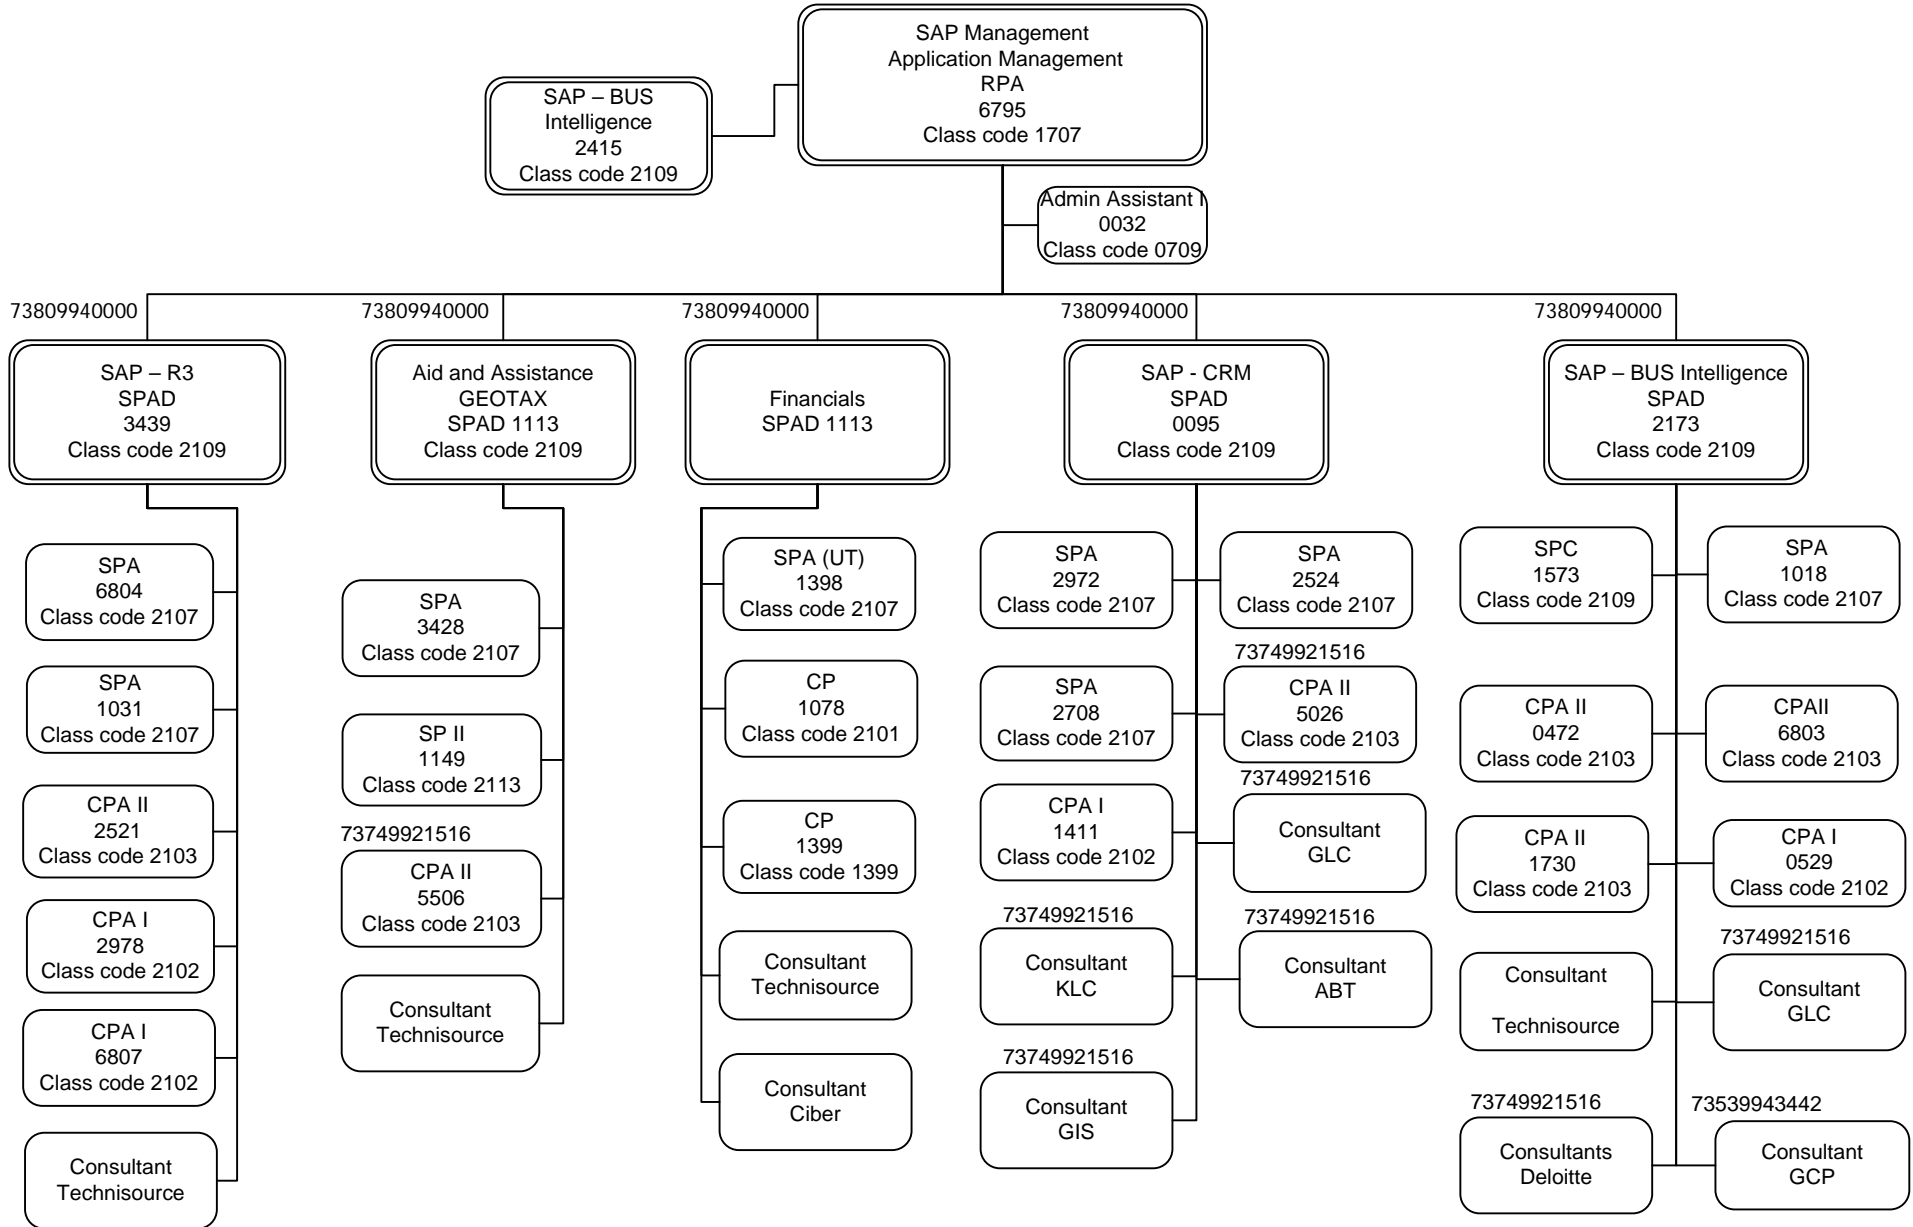 SAP Management
Application Management
RPA
6795
Class code 1707
SAP – BUS
Intelligence
2415
Class code 2109
Admin Assistant I
0032
Class code 0709
73809940000
73809940000
73809940000
73809940000
73809940000
SAP – R3
SPAD
3439
Class code 2109
Aid and Assistance
GEOTAX
SPAD 1113
Class code 2109
Financials
SPAD 1113
SAP - CRM
SPAD
0095
Class code 2109
SAP – BUS Intelligence
SPAD
2173
Class code 2109
SPA
6804
Class code 2107
SPA
1031
Class code 2107
CPA II
2521
Class code 2103
CPA I
2978
Class code 2102
CPA I
6807
Class code 2102
Consultant
Technisource
SPA
3428
Class code 2107
SP II
1149
Class code 2113
73749921516
CPA II
5506
Class code 2103
Consultant
Technisource
SPA (UT)
1398
Class code 2107
CP
1078
Class code 2101
CP
1399
Class code 1399
Consultant
Technisource
Consultant
Ciber
SPA
2972
Class code 2107
SPA
2524
Class code 2107
SPA
2708
Class code 2107
73749921516
CPA II
5026
Class code 2103
CPA I
1411
Class code 2102
73749921516
Consultant
GLC
73749921516
Consultant
KLC
73749921516
Consultant
ABT
73749921516
Consultant
GIS
SPC
1573
Class code 2109
SPA
1018
Class code 2107
CPA II
0472
Class code 2103
CPAII
6803
Class code 2103
CPA II
1730
Class code 2103
CPA I
0529
Class code 2102
Consultant
Technisource
73749921516
Consultant
GLC
73749921516
Consultants
Deloitte
73539943442
Consultant
GCP